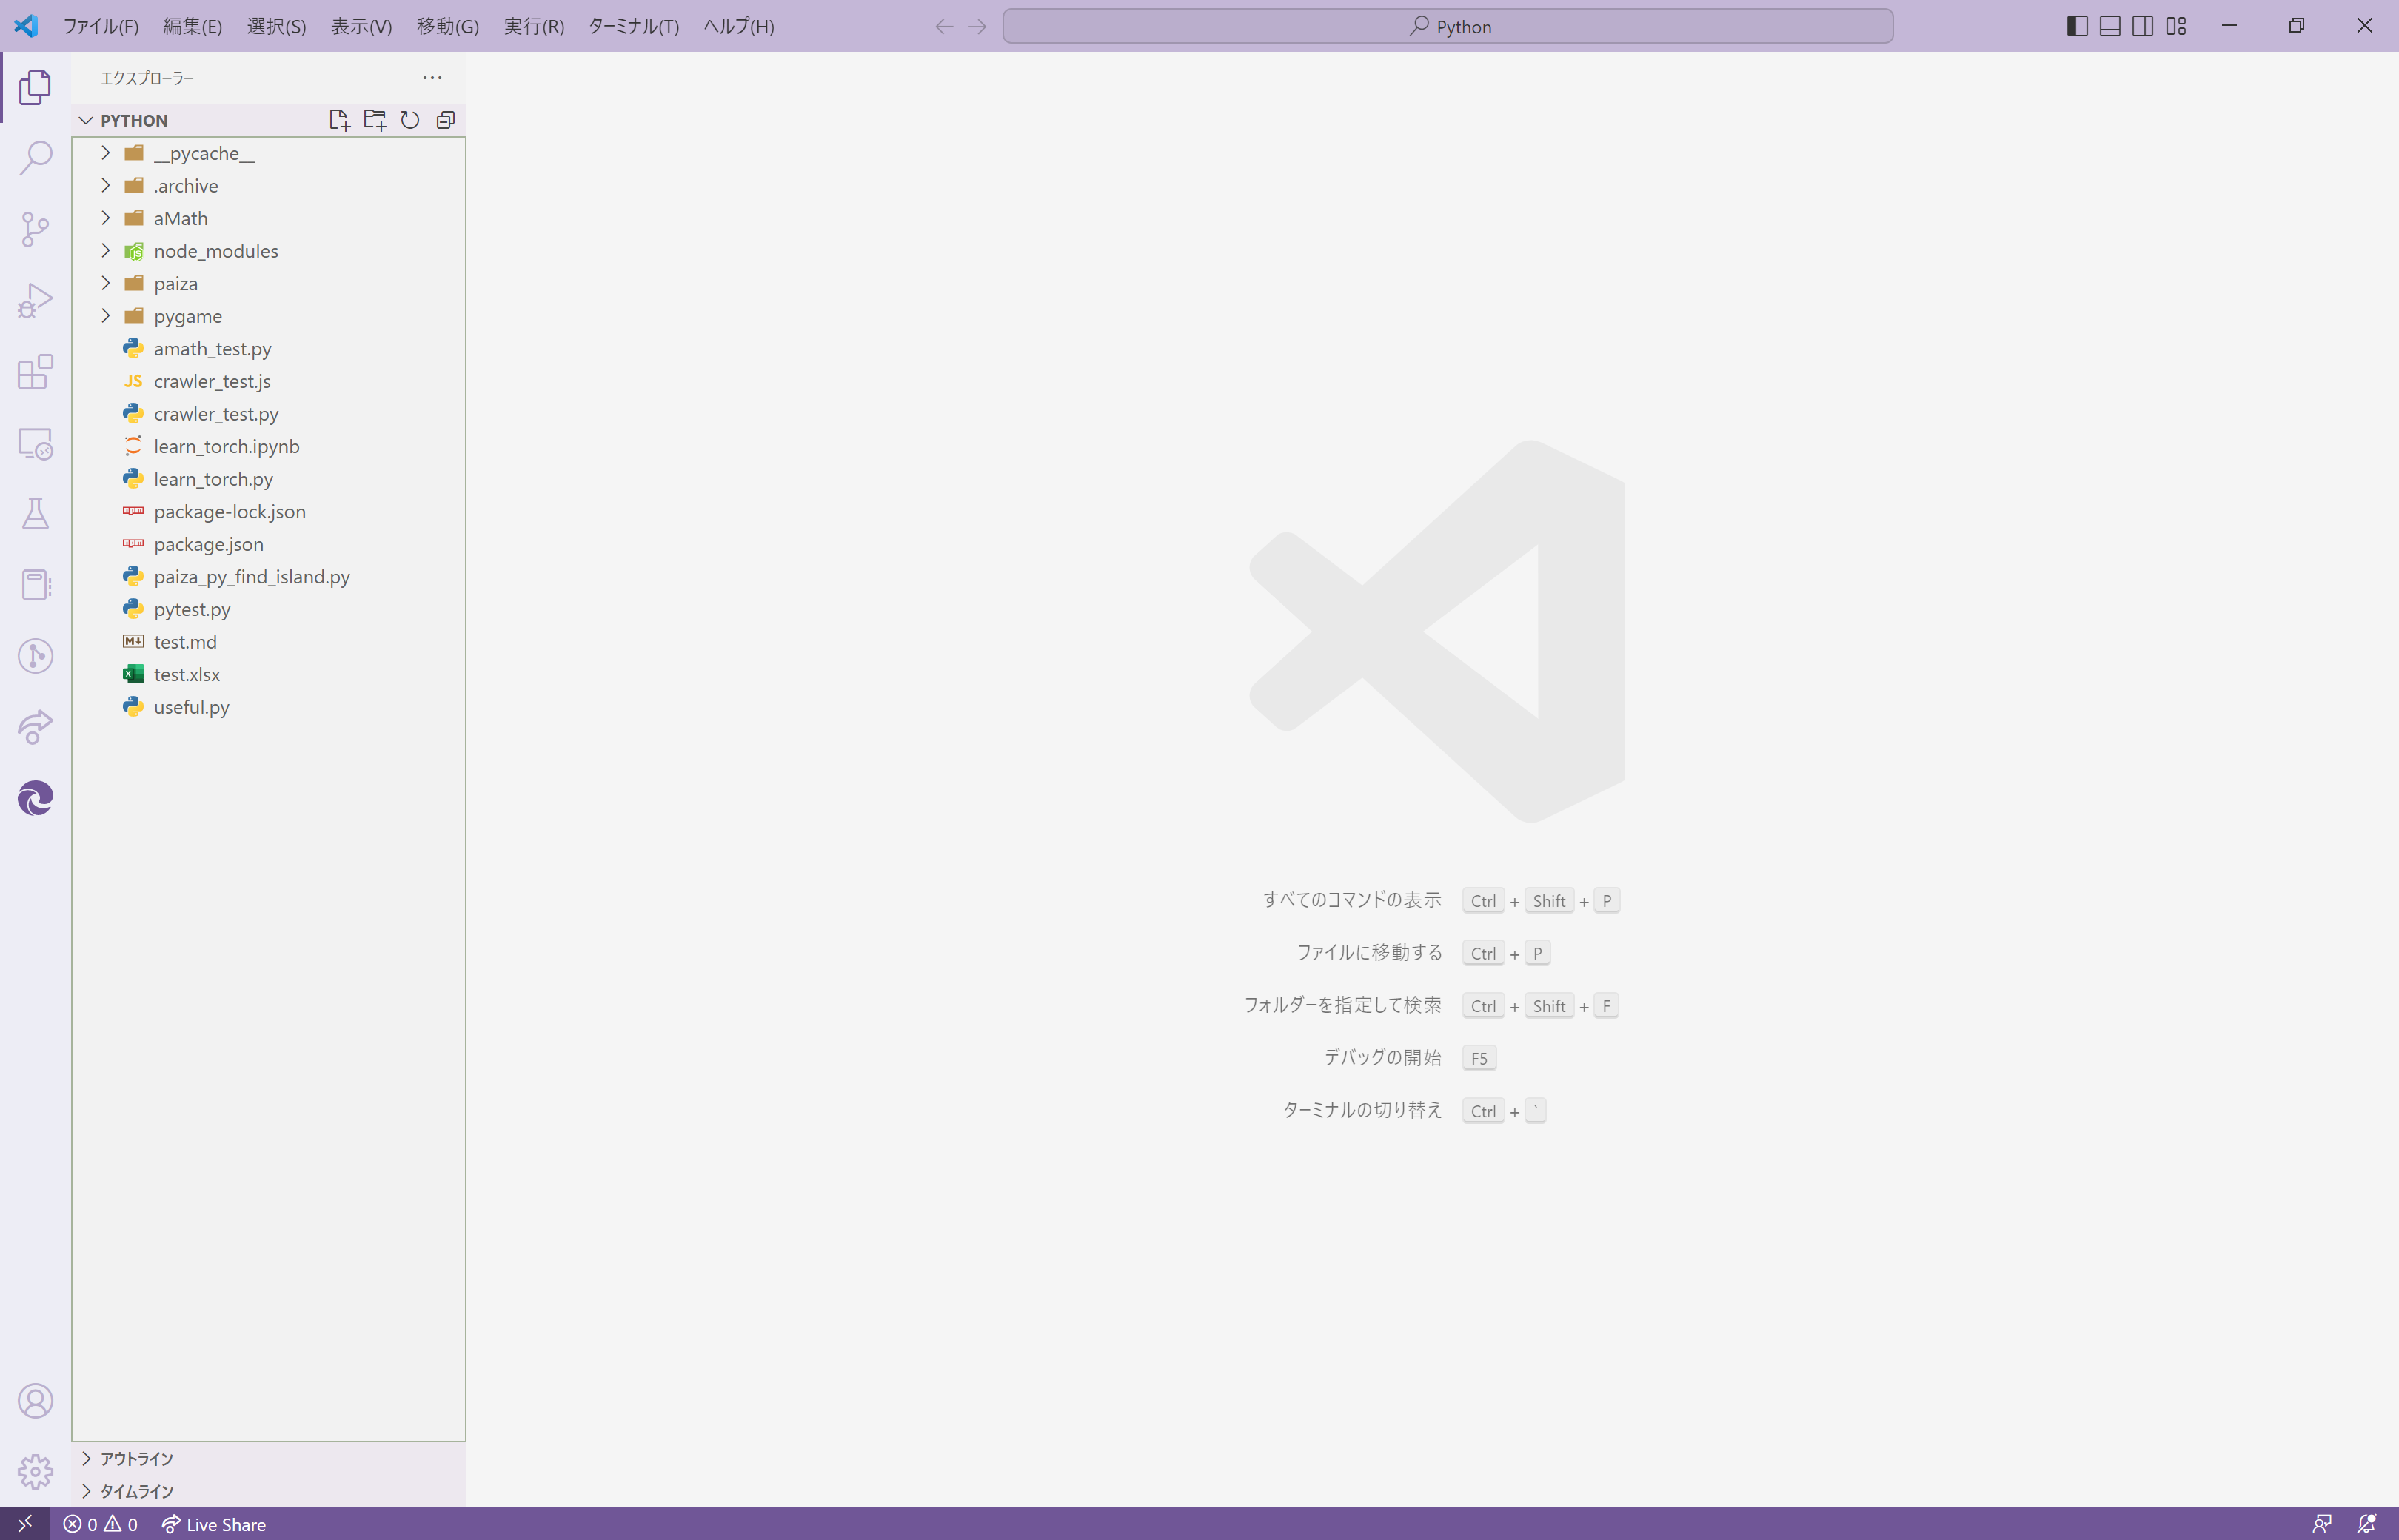 ファイル(F) 編集(E) 選択(S) 表示(V) 移動(G) 実行(R) ターミナル(T) ヘルプ(H) Python
エクスプローラー
PYTHON
__pycache__
.archive
aMath
node_modules
paiza
pygame
amath_test.py
JS crawler_test.js
crawler_test.py
learn_torch.ipynb
learn_torch.py
package-lock.json
package.json
paiza_py_find_island.py
pytest.py
test.md
test.xlsx
useful.py
すべてのコマンドの表示 Ctrl + Shift + P
ファイルに移動する Ctrl + P
フォルダーを指定して検索 Ctrl + Shift + F
デバッグの開始 F5
ターミナルの切り替え Ctrl + `
アウトライン
タイムライン
0 0 Live Share